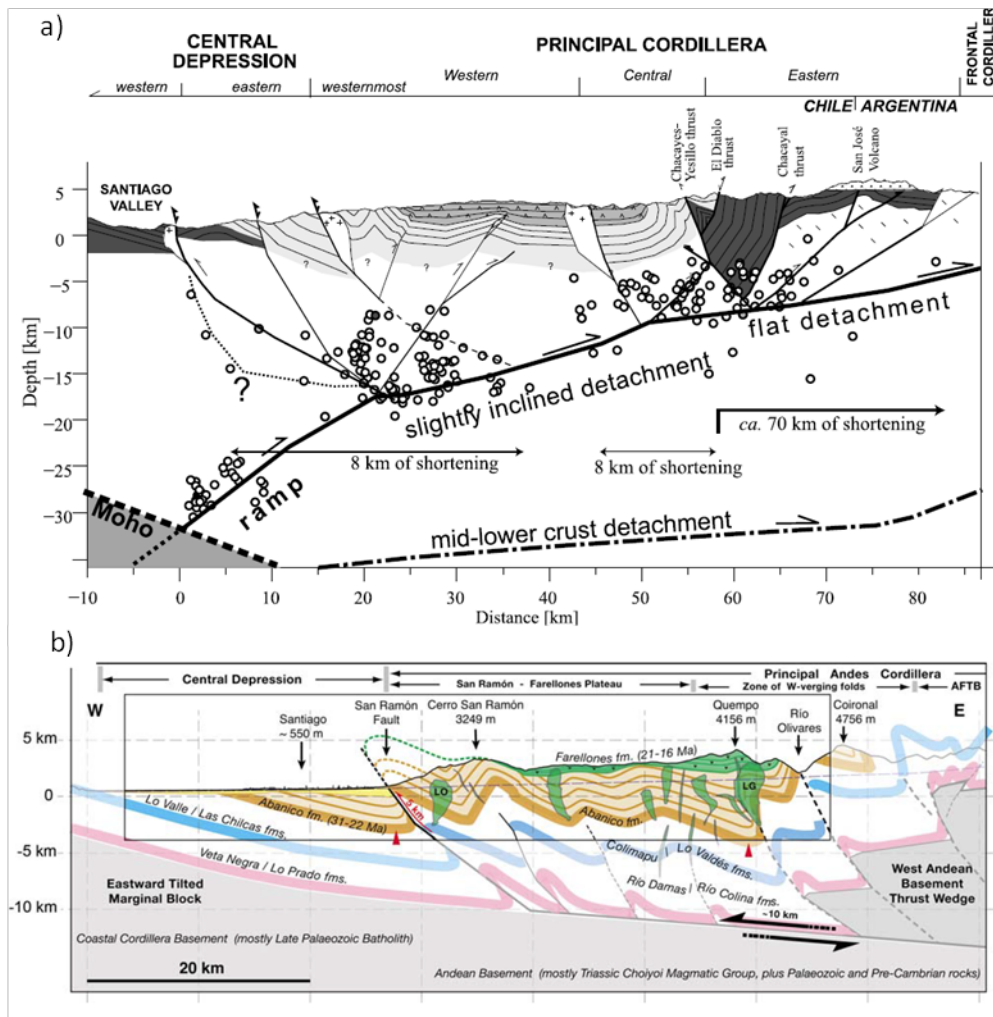 a)
CENTRAL
DEPRESSION
PRINCIPAL CORDILLERA
FRONTAL
CORDILLER
western
eastern
westernmost
Western
Central
Eastern
CHILE ARGENTINA
Chacayes-
Yesillo thrust
El Diablo
thrust
Chacayal
thrust
San José
Volcano
SANTIAGO
VALLEY
5
0
−5
−10
−15
−20
−25
−30
Depth [km]
?
?
?
?
?
flat detachment
slightly inclined detachment
ca. 70 km of shortening
8 km of shortening
8 km of shortening
ramp
Moho
mid-lower crust detachment
−10
0
10
20
30
40
50
60
70
80
Distance [km]
b)
Central Depression
Principal Andes Cordillera
San Ramón - Farellones Plateau
Zone of W-verging folds
AFTB
W
E
Santiago
~ 550 m
San Ramón
Fault
Cerro San Ramón
3249 m
Quempo
4156 m
Río
Olivares
Coironal
4756 m
5 km
0
-5 km
-10 km
Farellones fm. (21-16 Ma)
LO
LG
~5 km
Abanico fm. (31-22 Ma)
Abanico fm.
Lo Valle / Las Chilcas fms.
Colimapu
Lo Valdés fms.
Veta Negra / Lo Prado fms.
Río Damas
Río Colina fms.
Eastward Tilted
Marginal Block
West Andean
Basement
Thrust Wedge
~10 km
Coastal Cordillera Basement (mostly Late Palaeozoic Batholith)
20 km
Andean Basement (mostly Triassic Choiyoi Magmatic Group, plus Palaeozoic and Pre-Cambrian rocks)